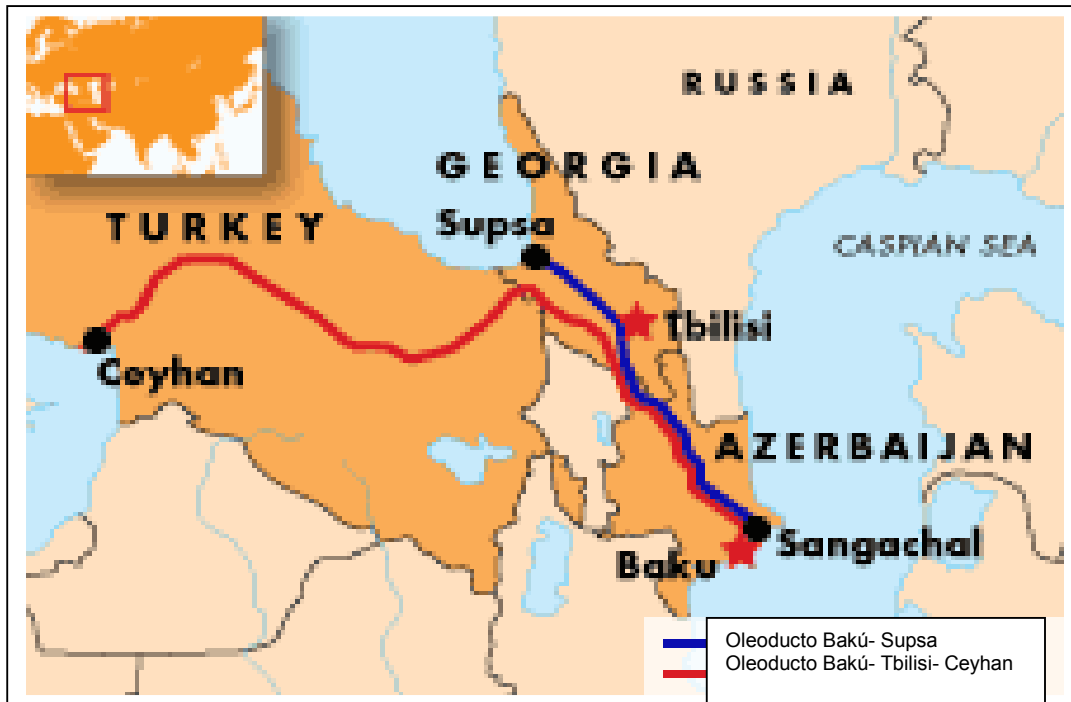 RUSSIA
GEORGIA
Supsa
TURKEY
CASPIAN SEA
Tbilisi
Ceyhan
AZERBAIJAN
Sangachal
Baku
Oleoducto Bakú- Supsa
Oleoducto Bakú- Tbilisi- Ceyhan